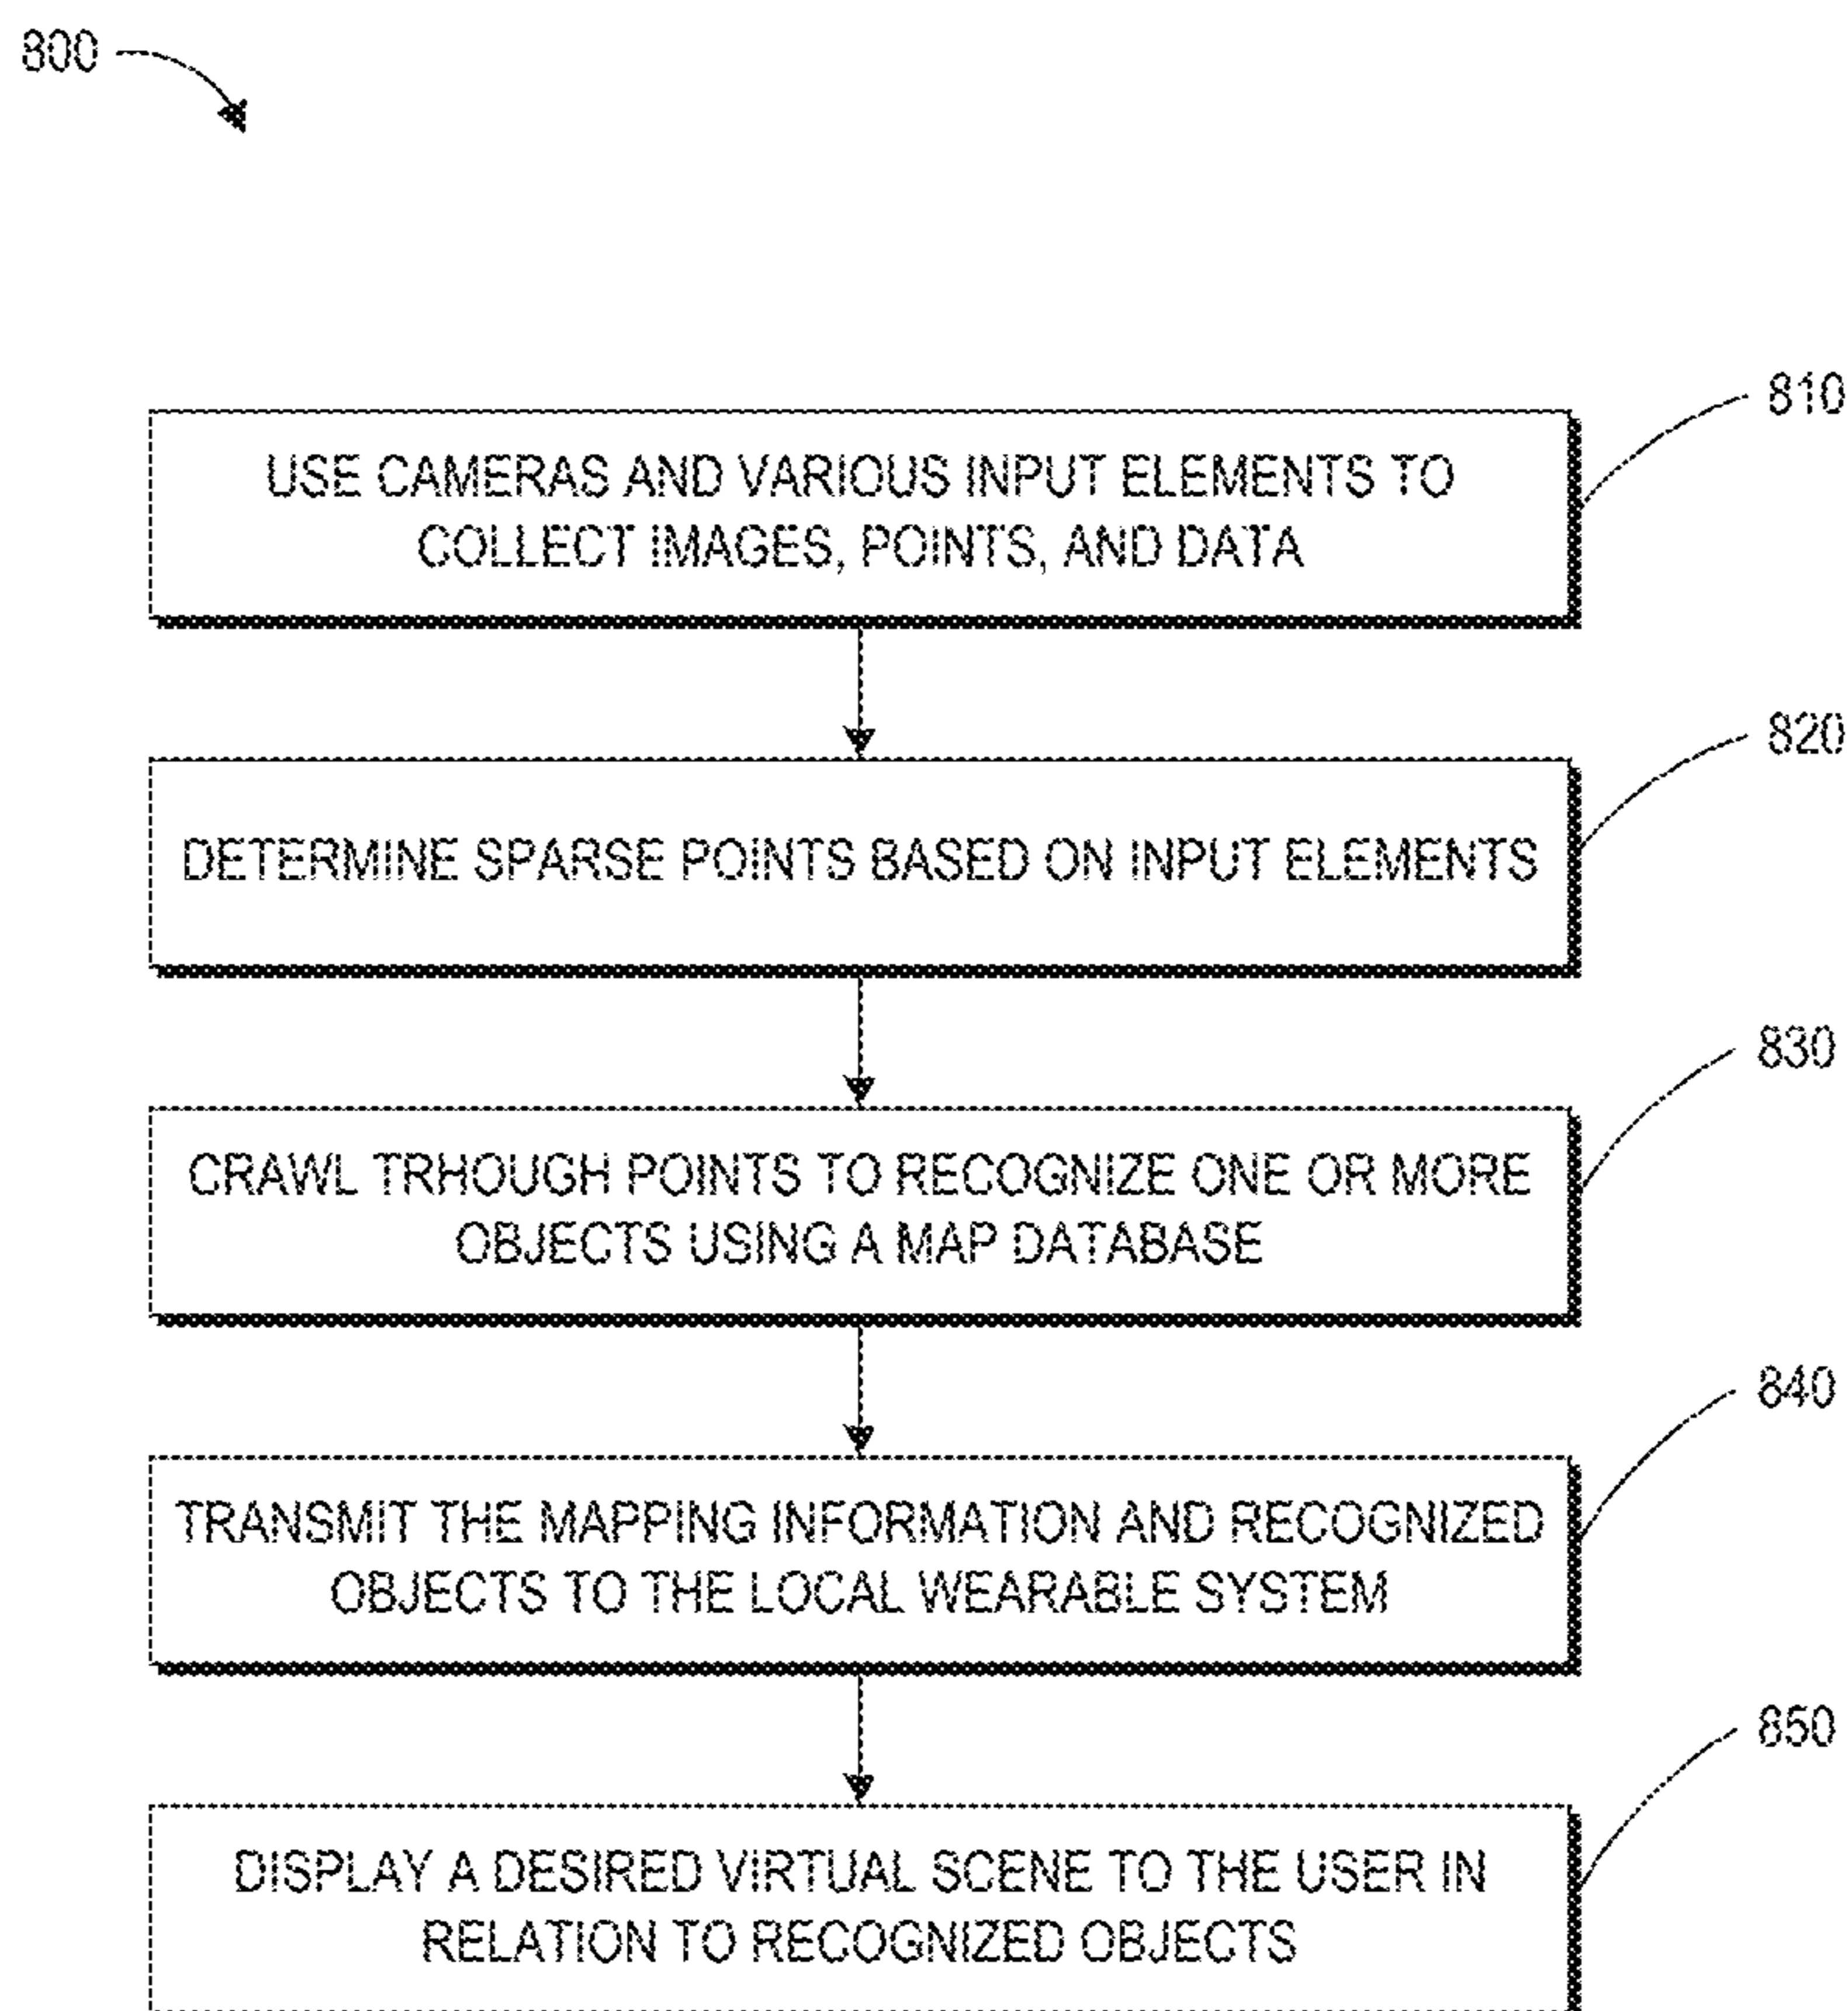 800
810
USE CAMERAS AND VARIOUS INPUT ELEMENTS TO
COLLECT IMAGES, POINTS, AND DATA
820
DETERMINE SPARSE POINTS BASED ON INPUT ELEMENTS
830
CRAWL TRHOUGH POINTS TO RECOGNIZE ONE OR MORE
OBJECTS USING A MAP DATABASE
840
TRANSMIT THE MAPPING INFORMATION AND RECOGNIZED
OBJECTS TO THE LOCAL WEARABLE SYSTEM
850
DISPLAY A DESIRED VIRTUAL SCENE TO THE USER IN
RELATION TO RECOGNIZED OBJECTS